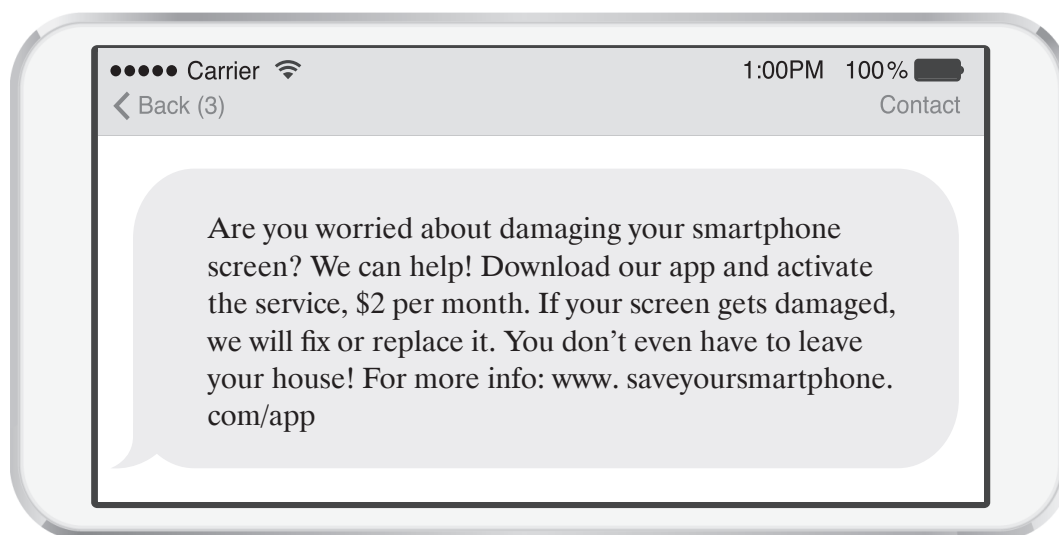 Carrier 1:00PM 100%
Back (3) Contact
Are you worried about damaging your smartphone
screen? We can help! Download our app and activate
the service, $2 per month. If your screen gets damaged,
we will fix or replace it. You don’t even have to leave
your house! For more info: www. saveyoursmartphone.
com/app